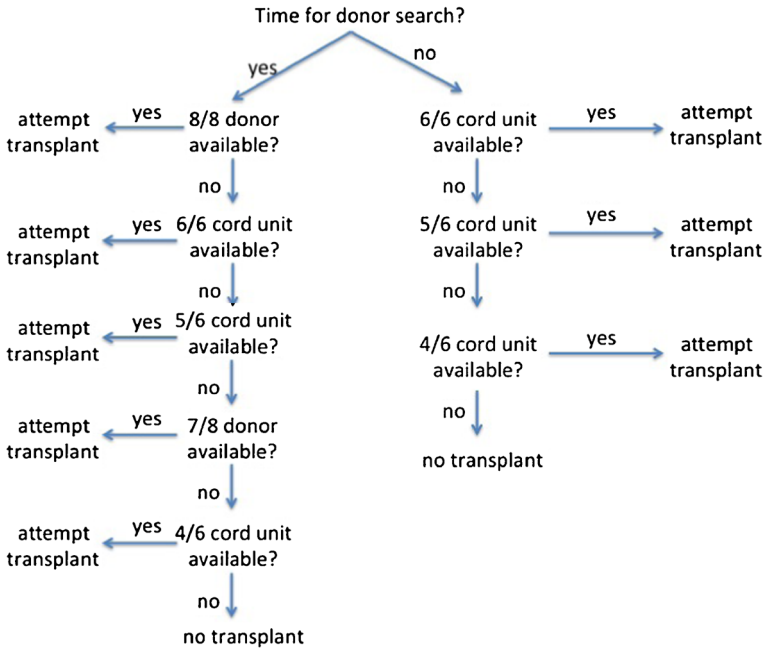 Time for donor search?
yes
no
attempt
transplant
yes
8/8 donor
available?
6/6 cord unit
available?
yes
attempt
transplant
no
no
attempt
transplant
yes
6/6 cord unit
available?
5/6 cord unit
available?
yes
attempt
transplant
no
no
attempt
transplant
yes
5/6 cord unit
available?
4/6 cord unit
available?
yes
attempt
transplant
no
no
attempt
transplant
yes
7/8 donor
available?
no transplant
no
attempt
transplant
yes
4/6 cord unit
available?
no
no transplant